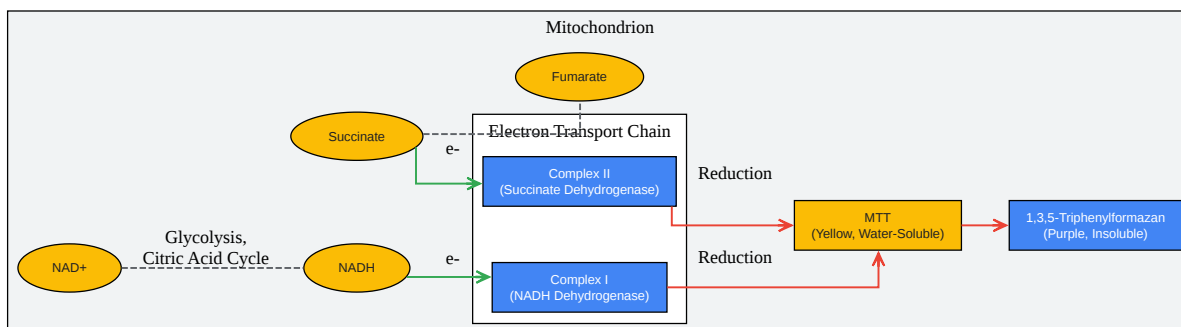 Mitochondrion
Fumarate
Succinate
Electron Transport Chain
e-
Complex II
(Succinate Dehydrogenase)
Reduction
MTT
(Yellow, Water-Soluble)
1,3,5-Triphenylformazan
(Purple, Insoluble)
Glycolysis,
Citric Acid Cycle
NAD+
NADH
e-
Complex I
(NADH Dehydrogenase)
Reduction